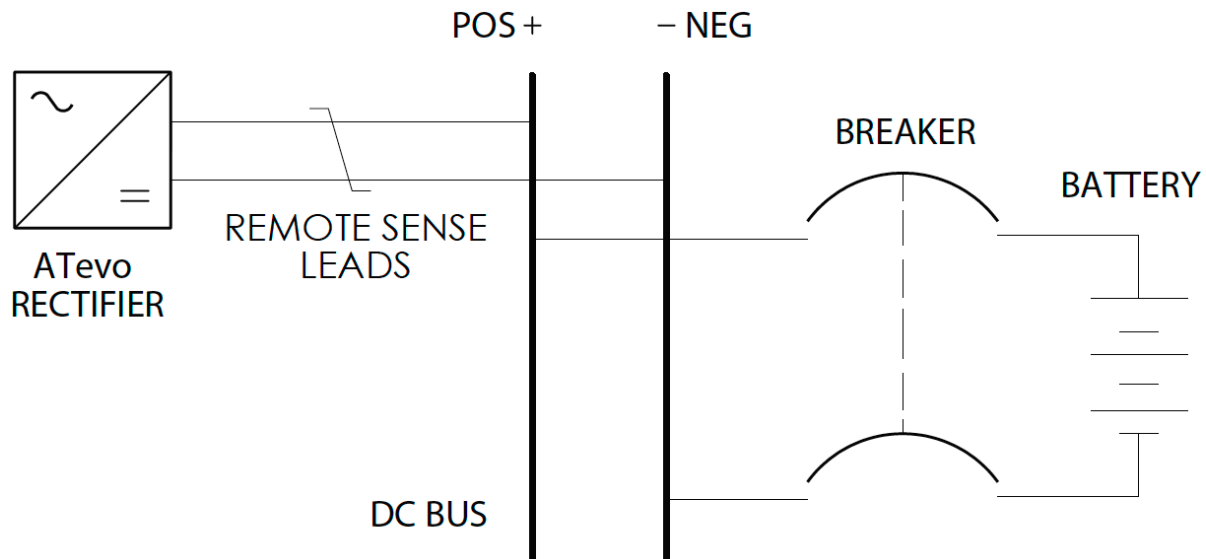 POS +
− NEG
BREAKER
BATTERY
REMOTE SENSE
LEADS
ATevo
RECTIFIER
DC BUS